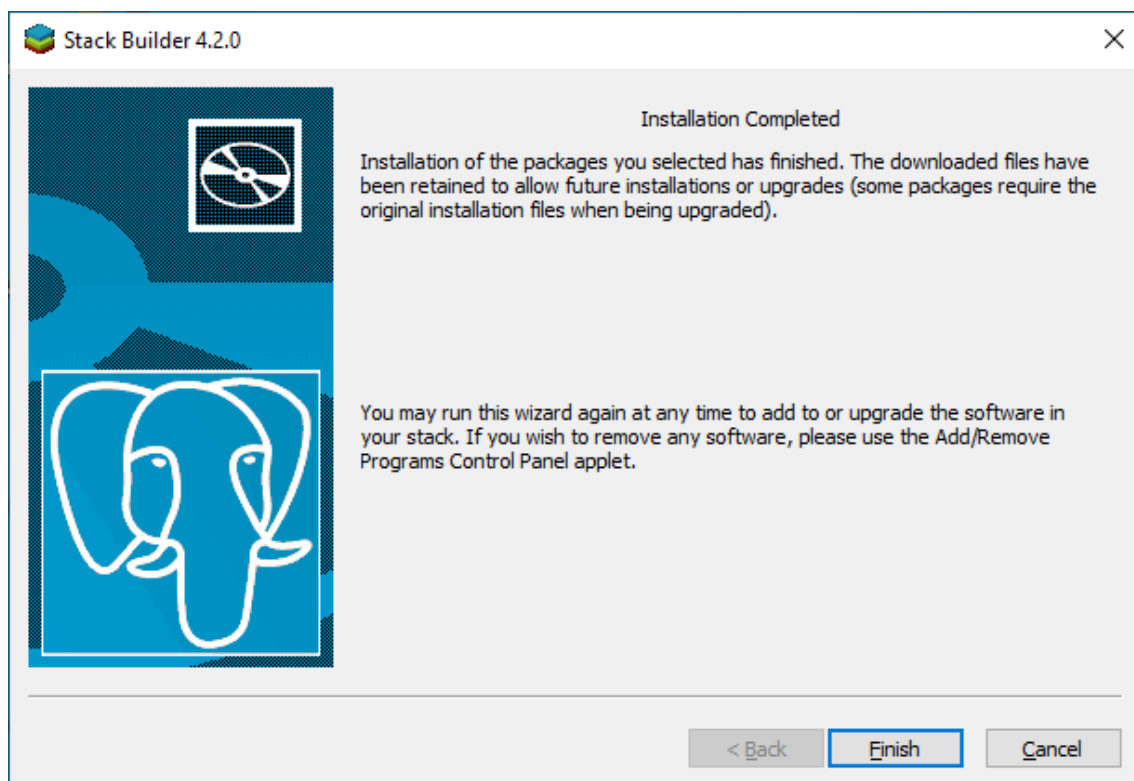 Stack Builder 4.2.0
Installation Completed
Installation of the packages you selected has finished. The downloaded files have
been retained to allow future installations or upgrades (some packages require the
original installation files when being upgraded).
You may run this wizard again at any time to add to or upgrade the software in
your stack. If you wish to remove any software, please use the Add/Remove
Programs Control Panel applet.
< Back Finish Cancel